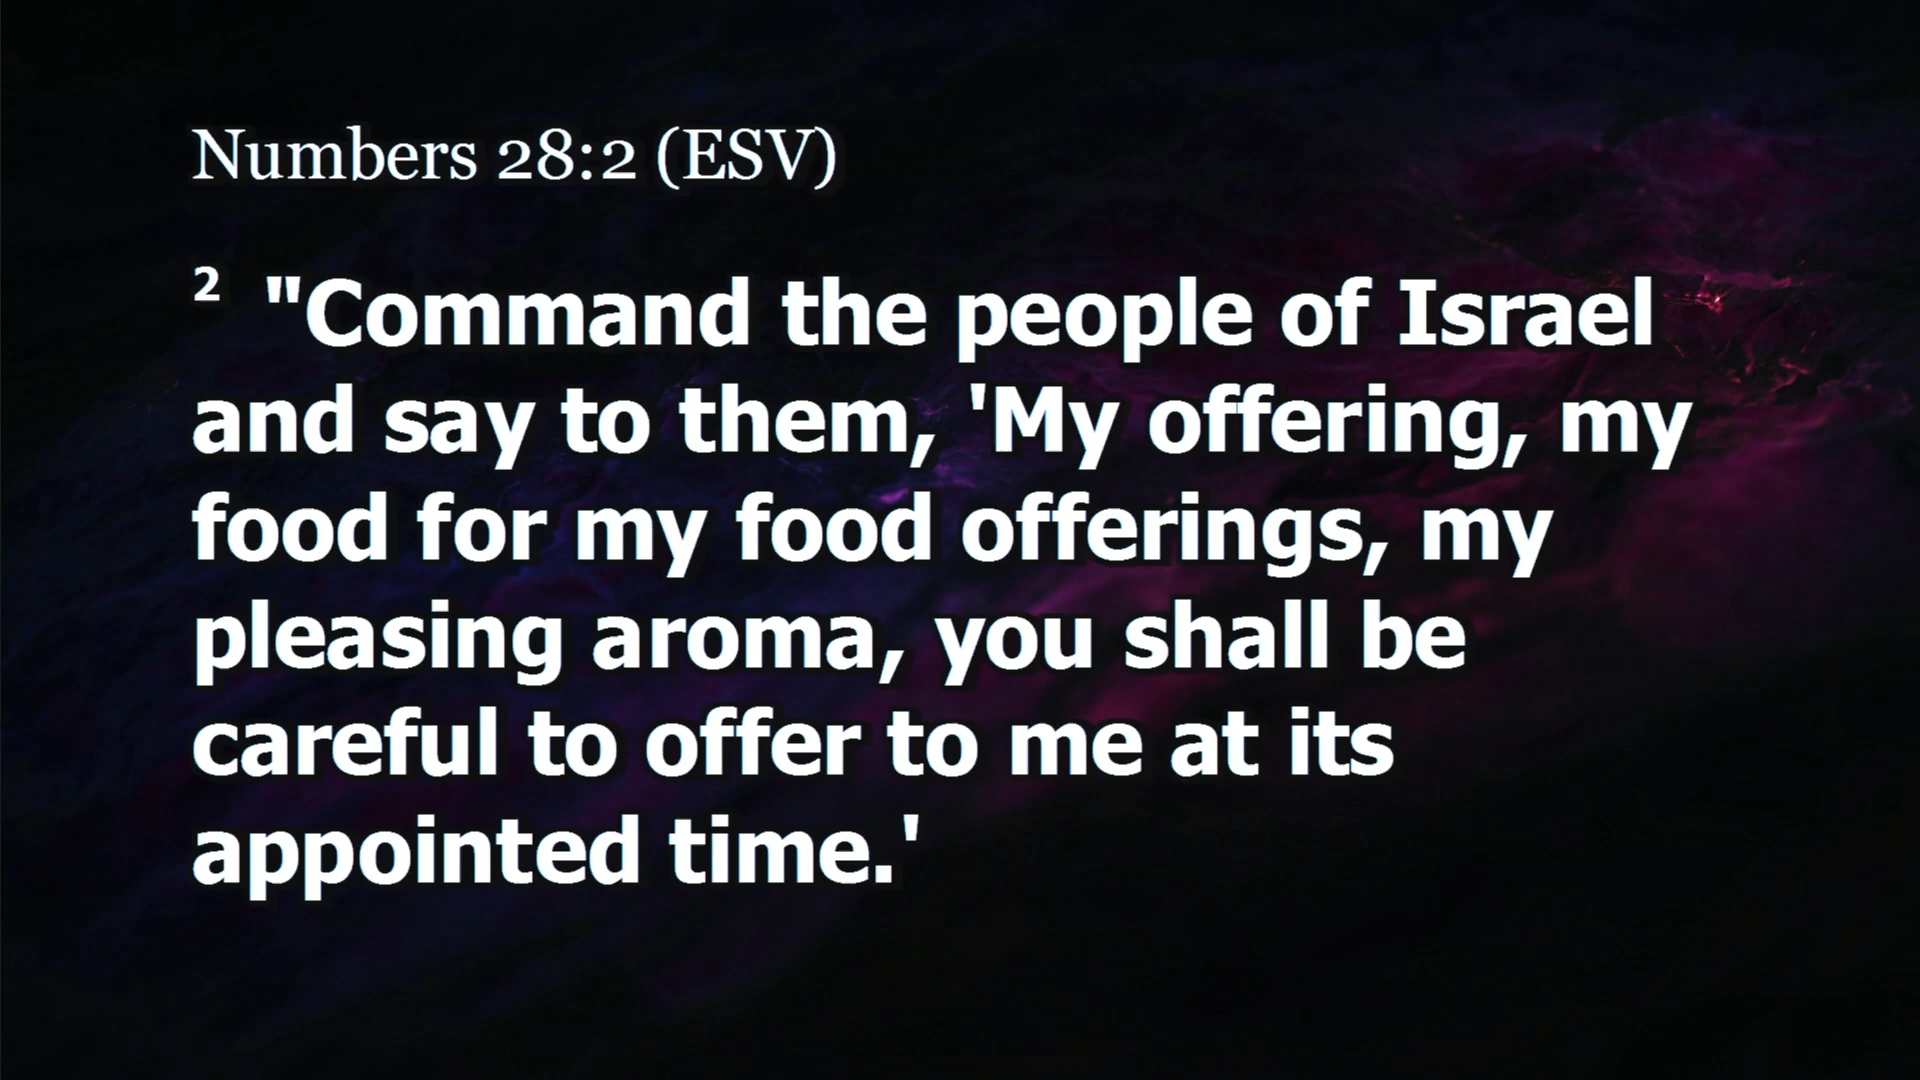 Numbers 28:2 (ESV)
2 "Command the people of Israel
and say to them, 'My offering, my
food for my food offerings, my
pleasing aroma, you shall be
careful to offer to me at its
appointed time.'